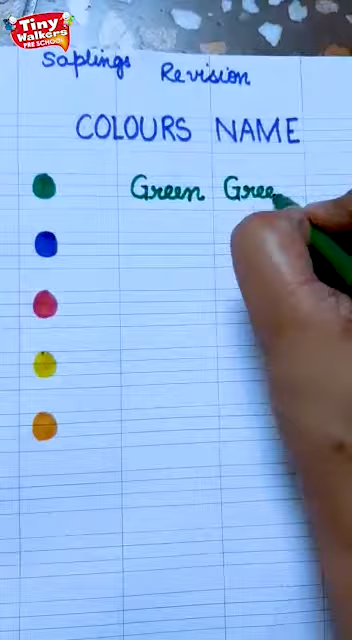 Tiny
Walkers
PRE SCHOOL
Saplings Revision
COLOURS NAME
Green Gree